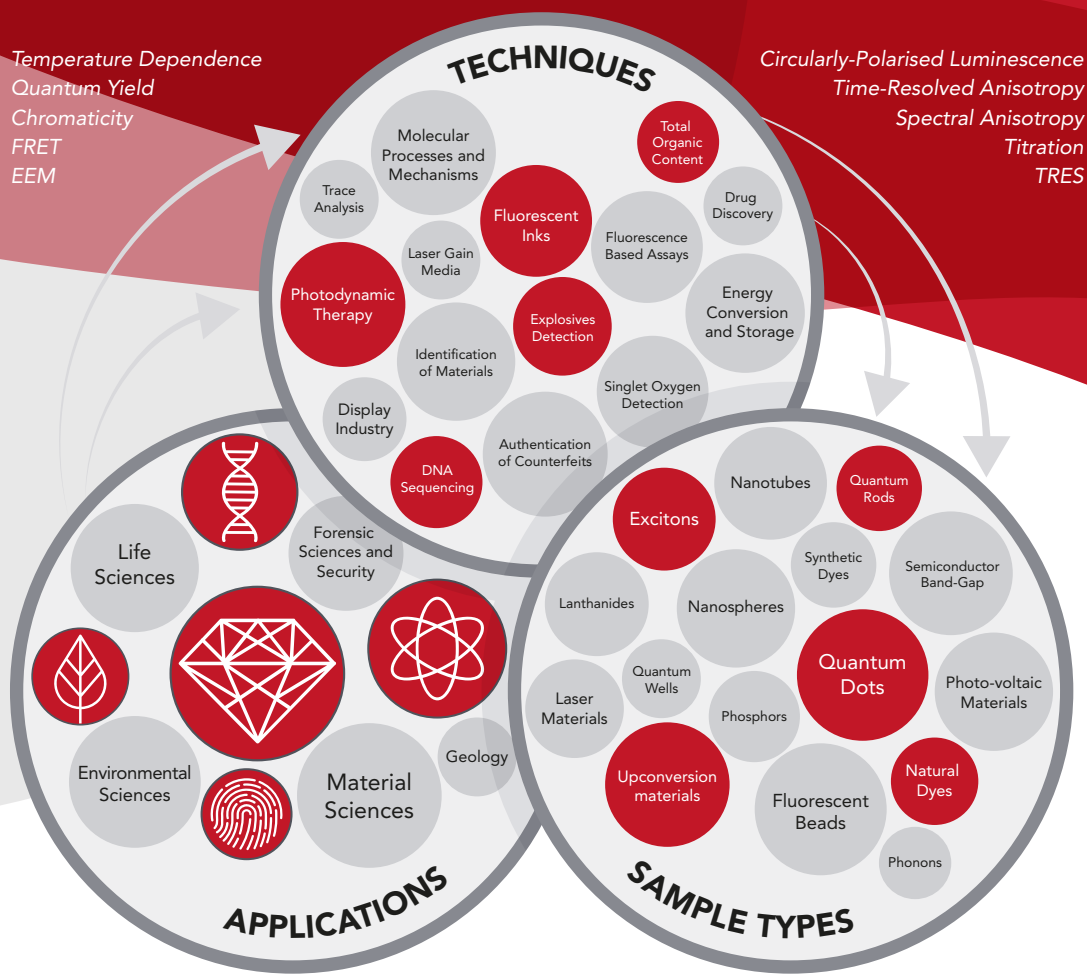 Temperature Dependence
Quantum Yield
Chromaticity
FRET
EEM
Circularly-Polarised Luminescence
Time-Resolved Anisotropy
Spectral Anisotropy
Titration
TRES
TECHNIQUES
Molecular
Processes and
Mechanisms
Total
Organic
Content
Trace
Analysis
Fluorescent
Inks
Drug
Discovery
Laser Gain
Media
Fluorescence
Based Assays
Photodynamic
Therapy
Explosives
Detection
Energy
Conversion
and Storage
Identification
of Materials
Singlet Oxygen
Detection
Display
Industry
Authentication
of Counterfeits
DNA
Sequencing
Life
Sciences
Forensic
Sciences and
Security
Environmental
Sciences
Material
Sciences
Geology
APPLICATIONS
Nanotubes
Quantum
Rods
Excitons
Synthetic
Dyes
Semiconductor
Band-Gap
Lanthanides
Nanospheres
Quantum
Dots
Quantum
Wells
Photo-voltaic
Materials
Laser
Materials
Phosphors
Upconversion
materials
Natural
Dyes
Fluorescent
Beads
Phonons
SAMPLE TYPES